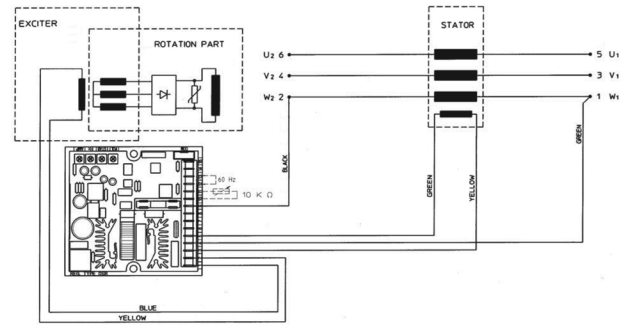 EXCITER
ROTATION PART
STATOR
U2 6
5 U1
V2 4
3 V1
W2 2
1 W1
60 Hz
10 K Ω
BLACK
GREEN
YELLOW
GREEN
BLUE
YELLOW